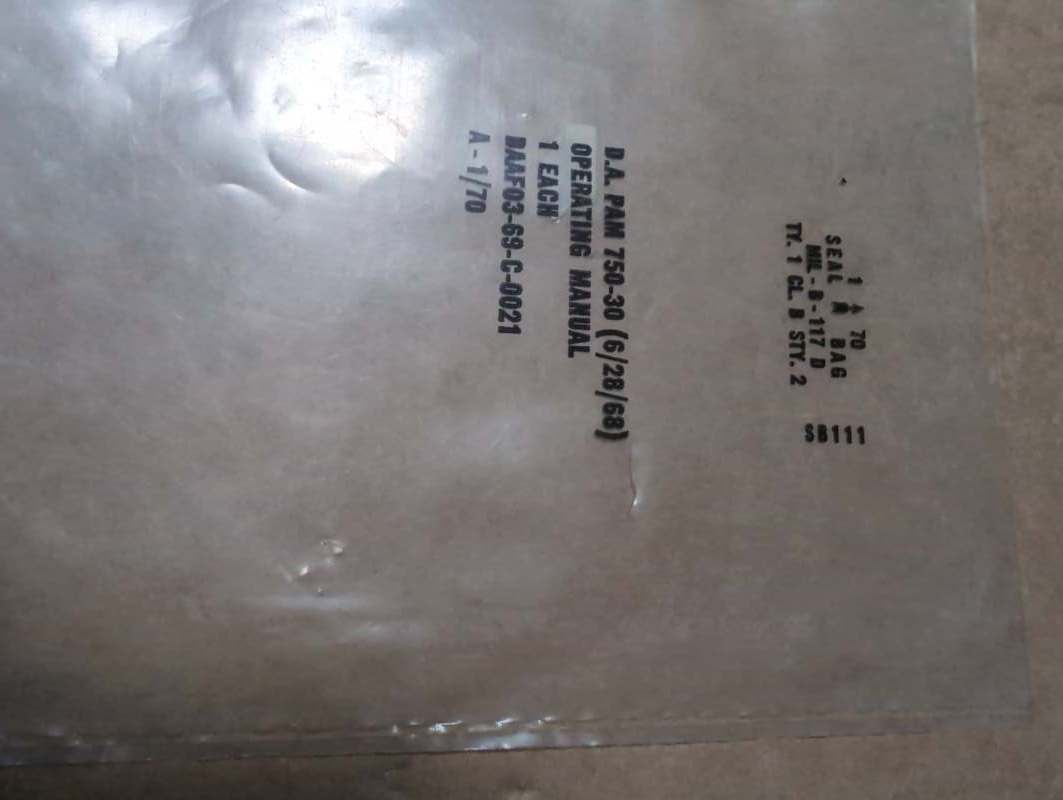 1 70
SEAL A BAG
MIL-B-117 D
TY. 1 CL. B STY. 2
SB111
D.A. PAM 750-30 (6/28/68)
OPERATING MANUAL
1 EACH
DAAF03-69-C-0021
A-1/70